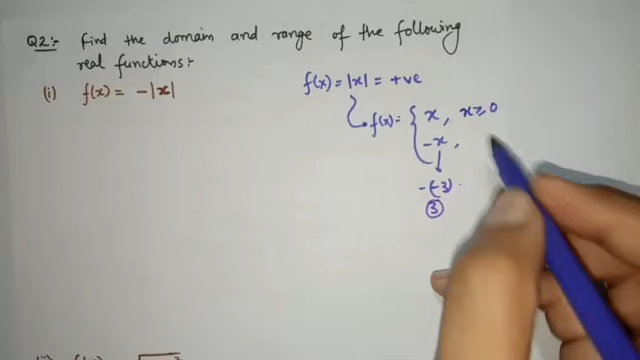 Q2:- Find the domain and range of the following
real functions:-
(i) f(x) = -|x|
f(x) = |x| = +ve
f(x) = { x, x≥0
-x,
-(-3)
3